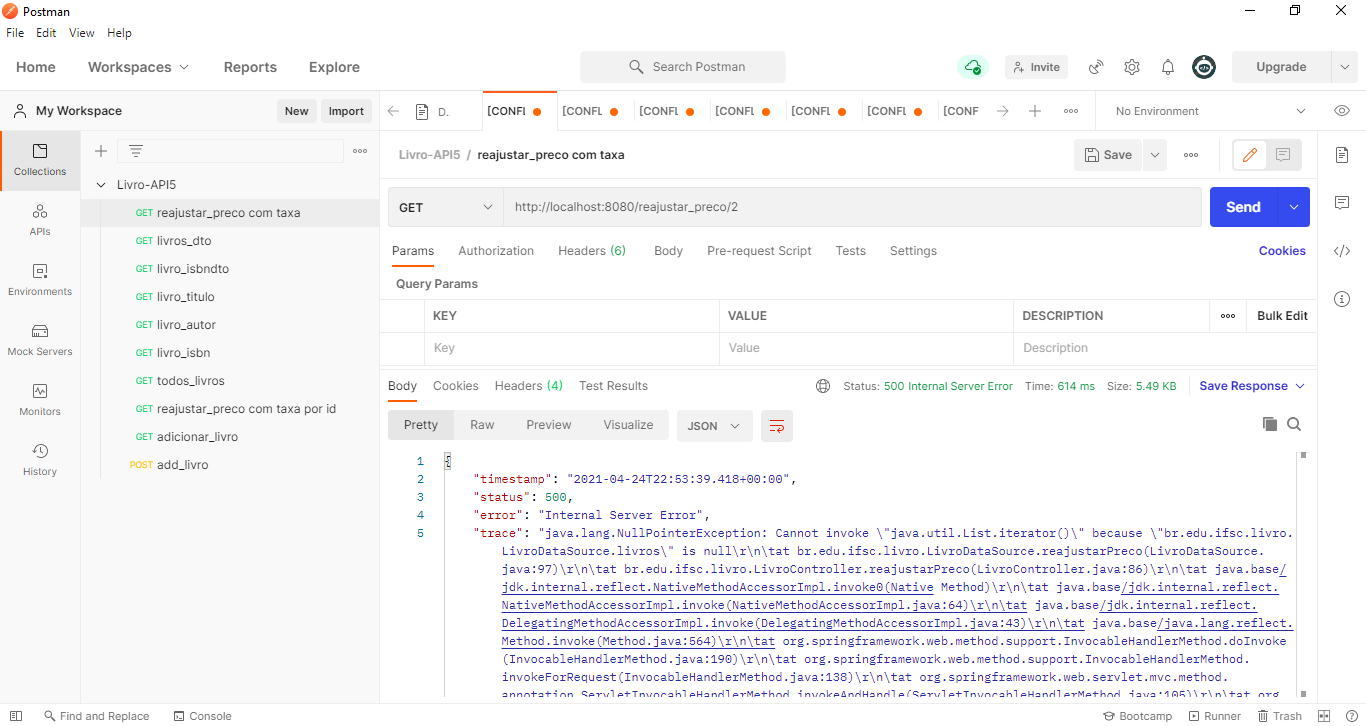 Postman
File Edit View Help
Home Workspaces Reports Explore Search Postman Invite Upgrade
My Workspace New Import D. [CONFL [CONFL [CONFL [CONFL [CONFL [CONFL [CONF No Environment
Collections
APIs
Environments
Mock Servers
Monitors
History
Livro-API5
GET reajustar_preco com taxa
GET livros_dto
GET livro_isbndto
GET livro_titulo
GET livro_autor
GET livro_isbn
GET todos_livros
GET reajustar_preco com taxa por id
GET adicionar_livro
POST add_livro
Livro-API5 / reajustar_preco com taxa Save
GET http://localhost:8080/reajustar_preco/2 Send
Params Authorization Headers (6) Body Pre-request Script Tests Settings Cookies
Query Params
KEY VALUE DESCRIPTION Bulk Edit
Key Value Description
Body Cookies Headers (4) Test Results Status: 500 Internal Server Error Time: 614 ms Size: 5.49 KB Save Response
Pretty Raw Preview Visualize JSON
1 {
2 "timestamp": "2021-04-24T22:53:39.418+00:00",
3 "status": 500,
4 "error": "Internal Server Error",
5 "trace": "java.lang.NullPointerException: Cannot invoke \"java.util.List.iterator()\" because \"br.edu.ifsc.livro.
LivroDataSource.livros\" is null\r\n\tat br.edu.ifsc.livro.LivroDataSource.reajustarPreco(LivroDataSource.
java:97)\r\n\tat br.edu.ifsc.livro.LivroController.reajustarPreco(LivroController.java:86)\r\n\tat java.base/
jdk.internal.reflect.NativeMethodAccessorImpl.invoke0(Native Method)\r\n\tat java.base/jdk.internal.reflect.
NativeMethodAccessorImpl.invoke(NativeMethodAccessorImpl.java:64)\r\n\tat java.base/jdk.internal.reflect.
DelegatingMethodAccessorImpl.invoke(DelegatingMethodAccessorImpl.java:43)\r\n\tat java.base/java.lang.reflect.
Method.invoke(Method.java:564)\r\n\tat org.springframework.web.method.support.InvocableHandlerMethod.doInvoke
(InvocableHandlerMethod.java:190)\r\n\tat org.springframework.web.method.support.InvocableHandlerMethod.
invokeForRequest(InvocableHandlerMethod.java:138)\r\n\tat org.springframework.web.servlet.mvc.method.
annotation.ServletInvocableHandlerMethod.invokeAndHandle(ServletInvocableHandlerMethod.java:105)\r\n\tat org.
Find and Replace Console Bootcamp Runner Trash